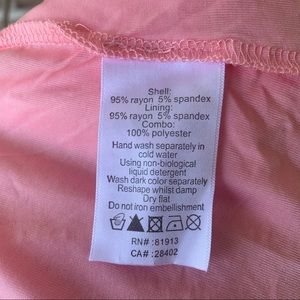 Shell:
95% rayon 5% spandex
Lining:
95% rayon 5% spandex
Combo:
100% polyester
Hand wash separately in
cold water
Using non-biological
liquid detergent
Wash dark color separately
Reshape whilst damp
Dry flat
Do not iron embellishment
RN# :81913
CA# :28402